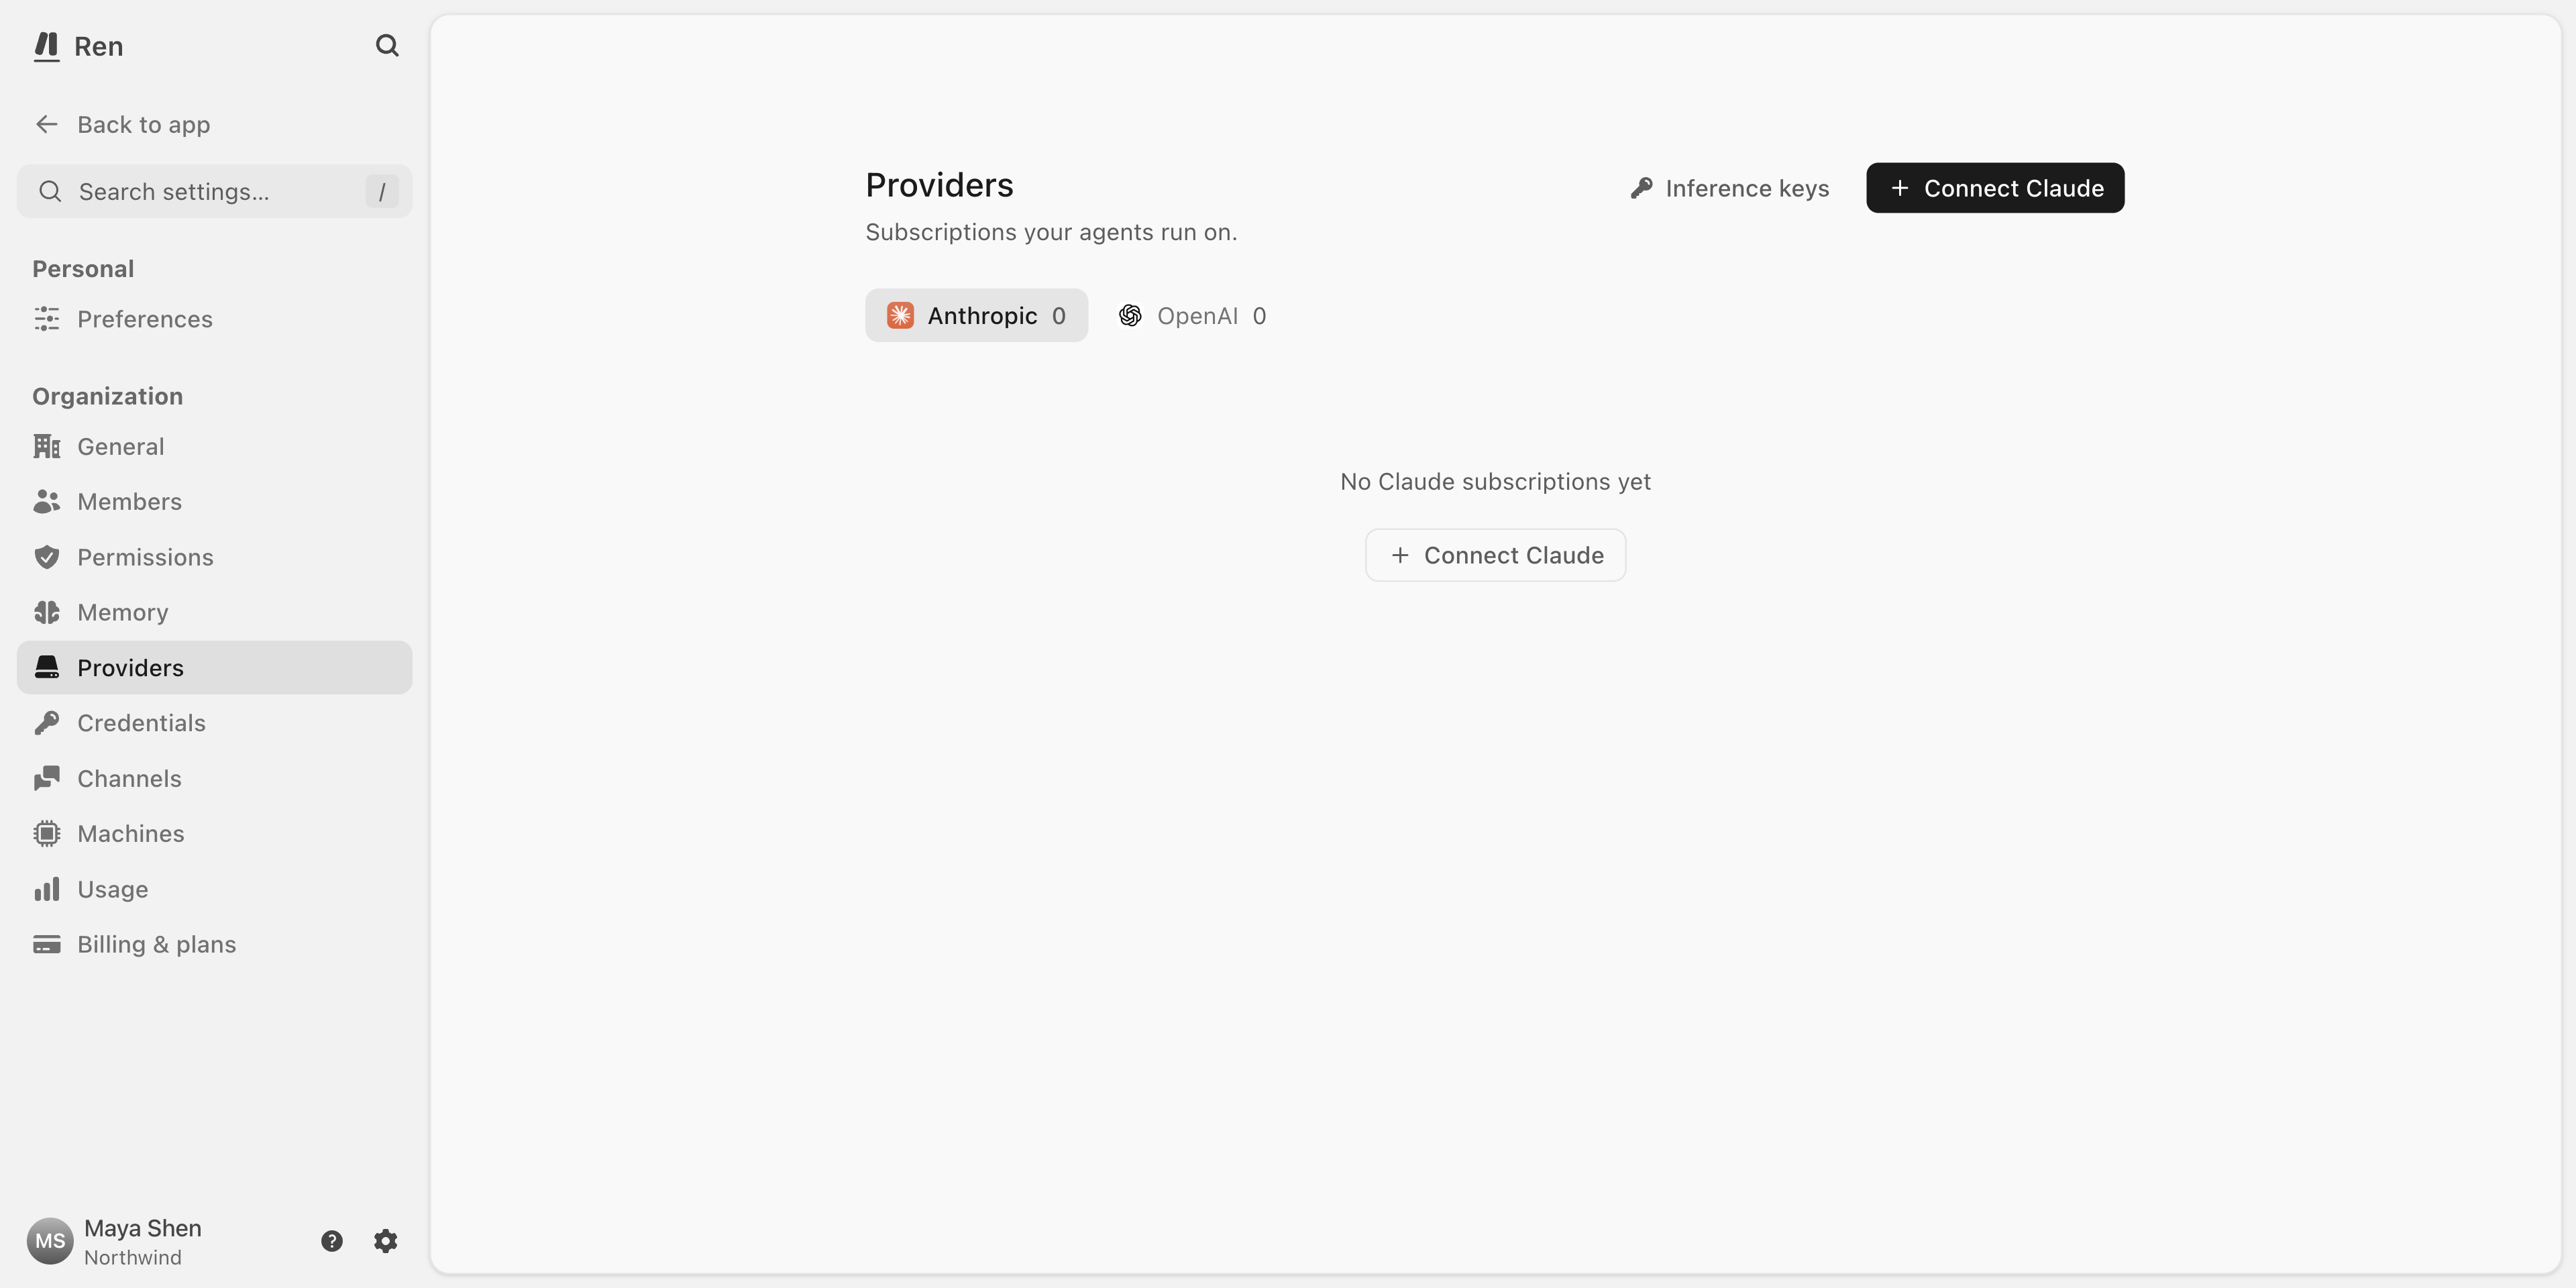 Ren
Back to app
Search settings...
/
Personal
Preferences
Organization
General
Members
Permissions
Memory
Providers
Credentials
Channels
Machines
Usage
Billing & plans
MS
Maya Shen
Northwind
?
Providers
Subscriptions your agents run on.
Inference keys
+ Connect Claude
Anthropic 0
OpenAI 0
No Claude subscriptions yet
+ Connect Claude